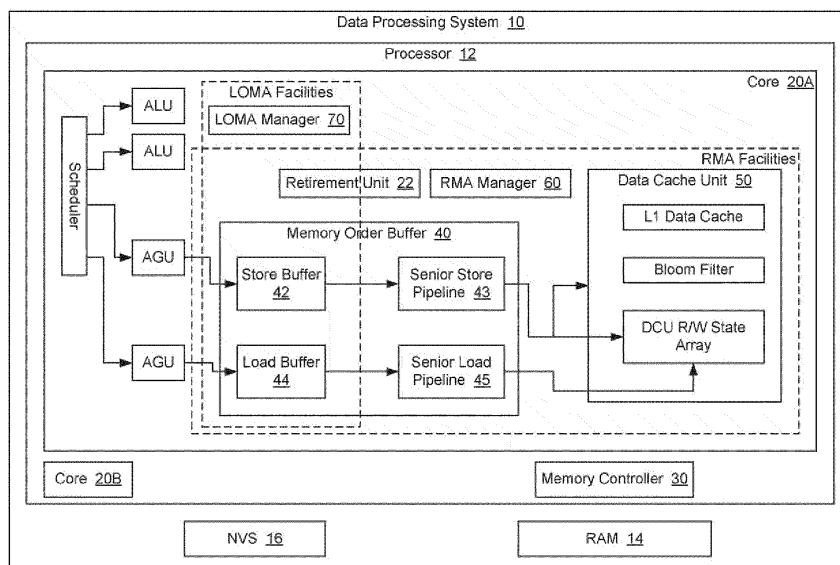 Data Processing System 10
Processor 12
Core 20A
LOMA Facilities
LOMA Manager 70
ALU
ALU
Scheduler
RMA Facilities
Retirement Unit 22
RMA Manager 60
Data Cache Unit 50
L1 Data Cache
Memory Order Buffer 40
AGU
Store Buffer
42
Senior Store
Pipeline 43
Bloom Filter
DCU R/W State
Array
AGU
Load Buffer
44
Senior Load
Pipeline 45
Core 20B
Memory Controller 30
NVS 16
RAM 14